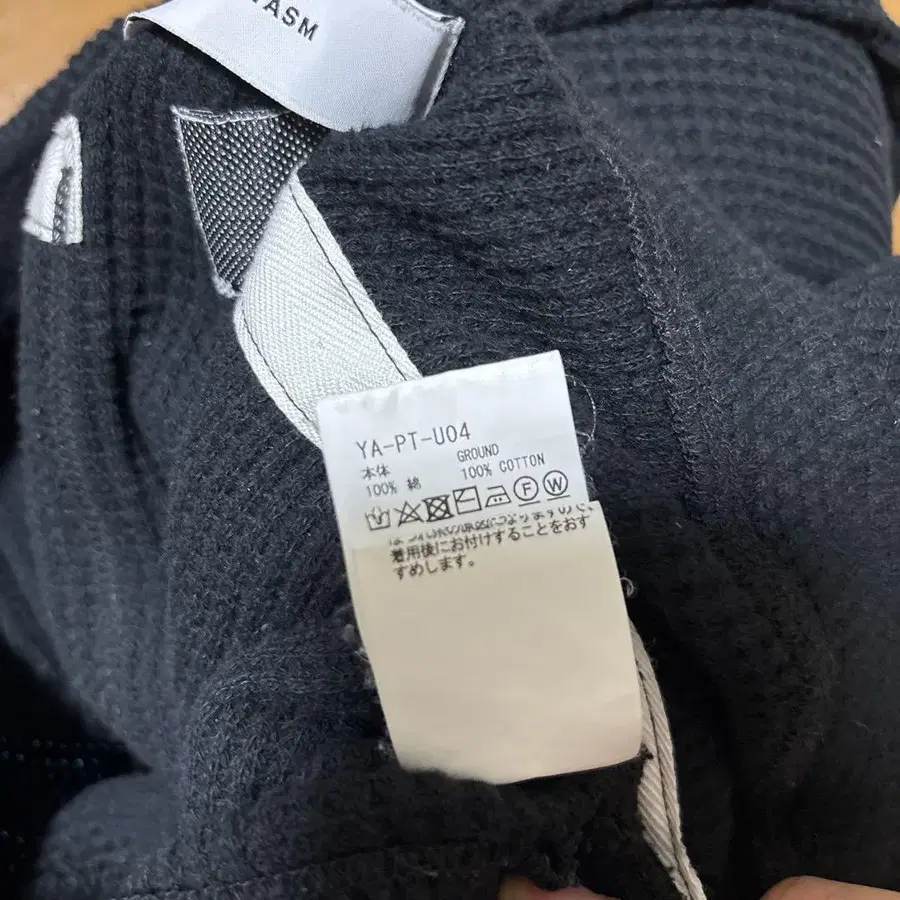 TASM
YA-PT-U04
本体
GROUND
100% 綿
100% COTTON
F W
着用後にお付けすることをおす
すめします。